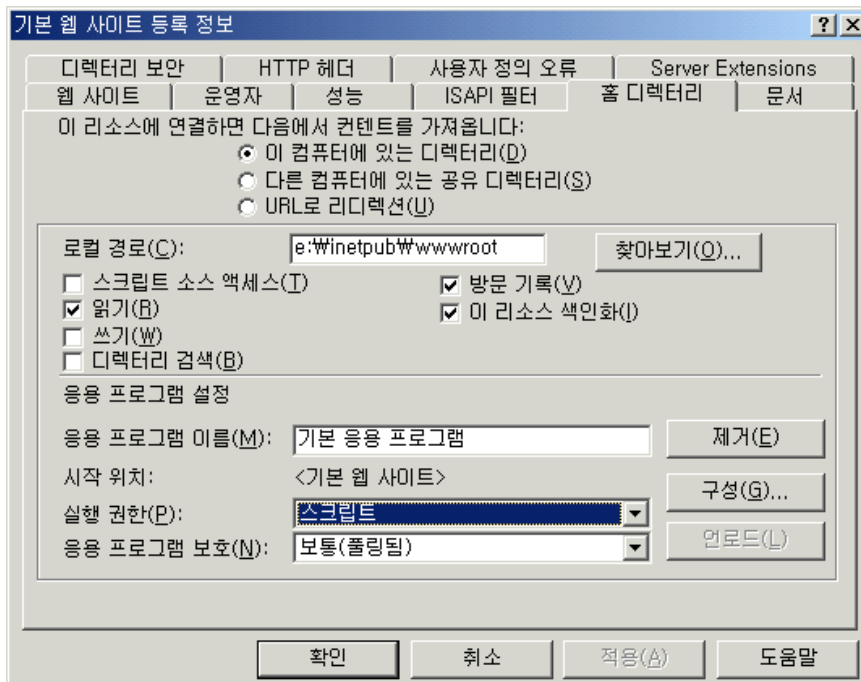 기본 웹 사이트 등록 정보
디렉터리 보안 HTTP 헤더 사용자 정의 오류 Server Extensions
웹 사이트 운영자 성능 ISAPI 필터 홈 디렉터리 문서
이 리소스에 연결하면 다음에서 컨텐트를 가져옵니다:
이 컴퓨터에 있는 디렉터리(D)
다른 컴퓨터에 있는 공유 디렉터리(S)
URL로 리디렉션(U)
로컬 경로(C): e:₩inetpub₩wwwroot 찾아보기(O)...
스크립트 소스 액세스(T) 방문 기록(V)
읽기(R) 이 리소스 색인화(I)
쓰기(W)
디렉터리 검색(B)
응용 프로그램 설정
응용 프로그램 이름(M): 기본 응용 프로그램 제거(E)
시작 위치: <기본 웹 사이트> 구성(G)...
실행 권한(P): 스크립트
응용 프로그램 보호(N): 보통(풀링됨) 언로드(L)
확인 취소 적용(A) 도움말